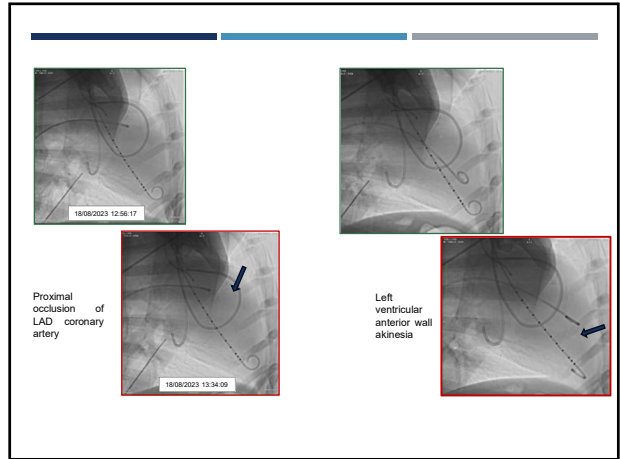 18/08/2023 12:56:17
Proximal
occlusion of
LAD coronary
artery
18/08/2023 13:34:09
Left
ventricular
anterior wall
akinesia